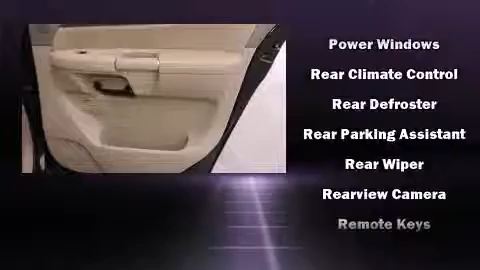 Power Windows
Rear Climate Control
Rear Defroster
Rear Parking Assistant
Rear Wiper
Rearview Camera
Remote Keys